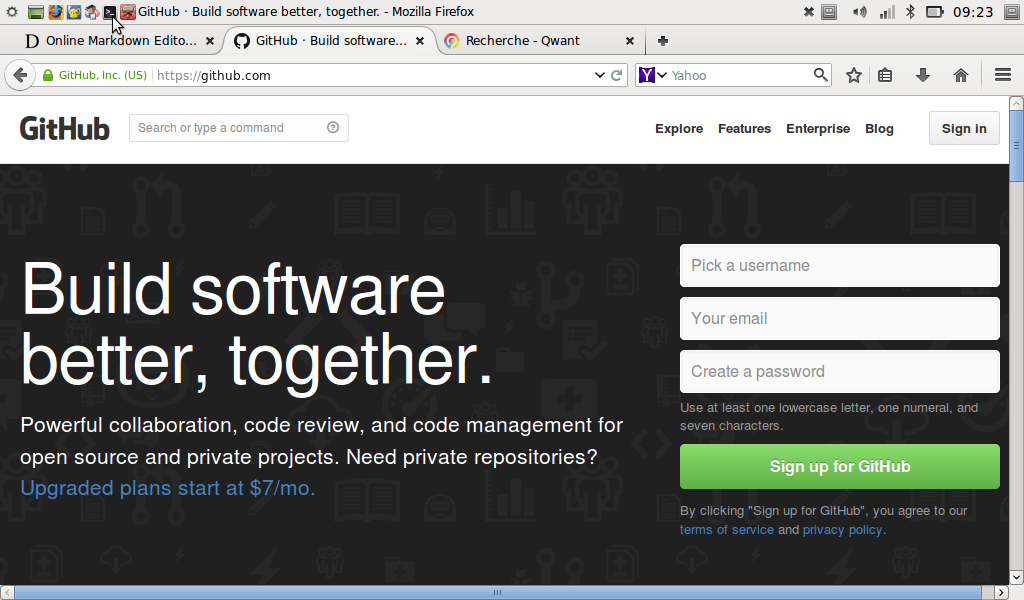 GitHub · Build software better, together. - Mozilla Firefox
09:23
Online Markdown Edito...
GitHub · Build software...
Recherche - Qwant
GitHub, Inc. (US)
https://github.com
Yahoo
GitHub
Search or type a command
Explore
Features
Enterprise
Blog
Sign in
Build software
better, together.
Powerful collaboration, code review, and code management for
open source and private projects. Need private repositories?
Upgraded plans start at $7/mo.
Pick a username
Your email
Create a password
Use at least one lowercase letter, one numeral, and
seven characters.
Sign up for GitHub
By clicking "Sign up for GitHub", you agree to our
terms of service and privacy policy.